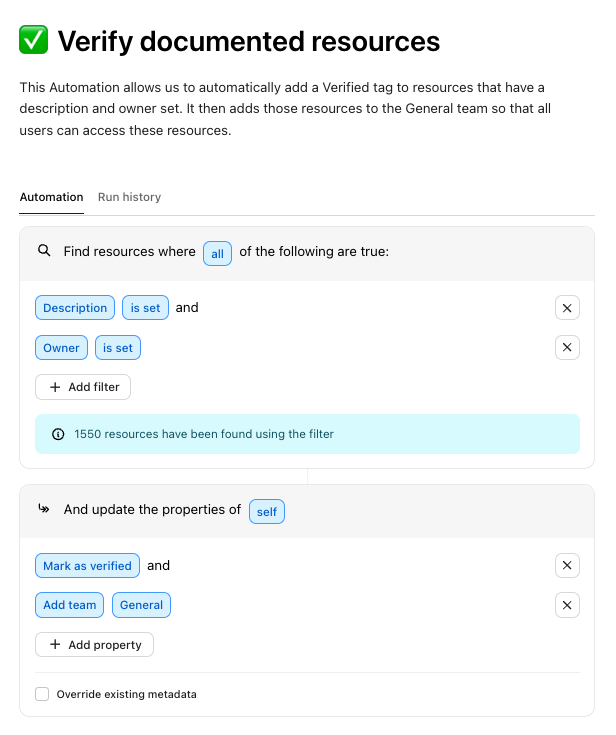 ✅ Verify documented resources
This Automation allows us to automatically add a Verified tag to resources that have a
description and owner set. It then adds those resources to the General team so that all
users can access these resources.
Automation Run history
Find resources where all of the following are true:
Description is set and
Owner is set
+ Add filter
1550 resources have been found using the filter
And update the properties of self
Mark as verified and
Add team General
+ Add property
Override existing metadata